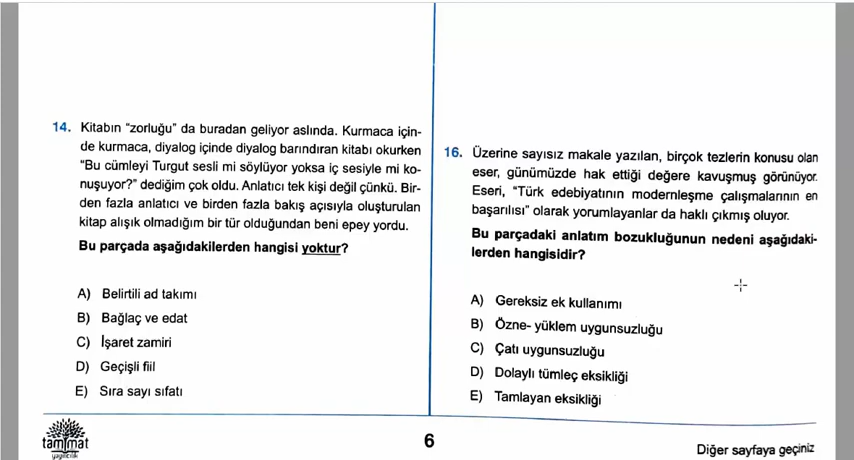 14. Kitabın "zorluğu" da buradan geliyor aslında. Kurmaca için-
de kurmaca, diyalog içinde diyalog barındıran kitabı okurken
"Bu cümleyi Turgut sesli mi söylüyor yoksa iç sesiyle mi ko-
nuşuyor?" dediğim çok oldu. Anlatıcı tek kişi değil çünkü. Bir-
den fazla anlatıcı ve birden fazla bakış açısıyla oluşturulan
kitap alışık olmadığım bir tür olduğundan beni epey yordu.
Bu parçada aşağıdakilerden hangisi yoktur?
A) Belirtili ad takımı
B) Bağlaç ve edat
C) İşaret zamiri
D) Geçişli fiil
E) Sıra sayı sıfatı
16. Üzerine sayısız makale yazılan, birçok tezlerin konusu olan
eser, günümüzde hak ettiği değere kavuşmuş görünüyor.
Eseri, "Türk edebiyatının modernleşme çalışmalarının en
başarılısı" olarak yorumlayanlar da haklı çıkmış oluyor.
Bu parçadaki anlatım bozukluğunun nedeni aşağıdaki-
lerden hangisidir?
A) Gereksiz ek kullanımı
B) Özne- yüklem uygunsuzluğu
C) Çatı uygunsuzluğu
D) Dolaylı tümleç eksikliği
E) Tamlayan eksikliği
tammat
yayıncılık
6
Diğer sayfaya geçiniz